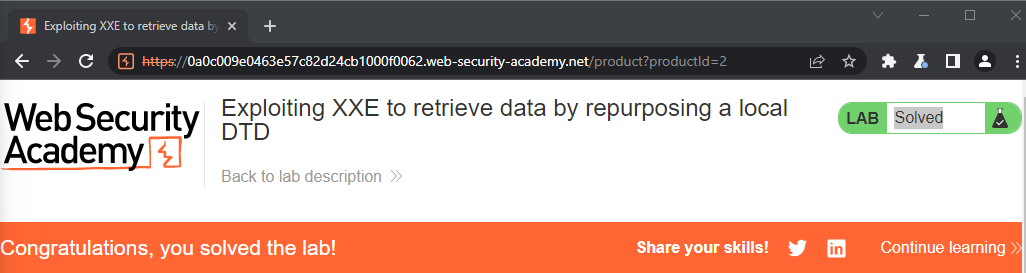 Exploiting XXE to retrieve data by
https://0a0c009e0463e57c82d24cb1000f0062.web-security-academy.net/product?productId=2
Web Security
Academy
Exploiting XXE to retrieve data by repurposing a local
DTD
Back to lab description
LAB Solved
Congratulations, you solved the lab!
Share your skills!
Continue learning